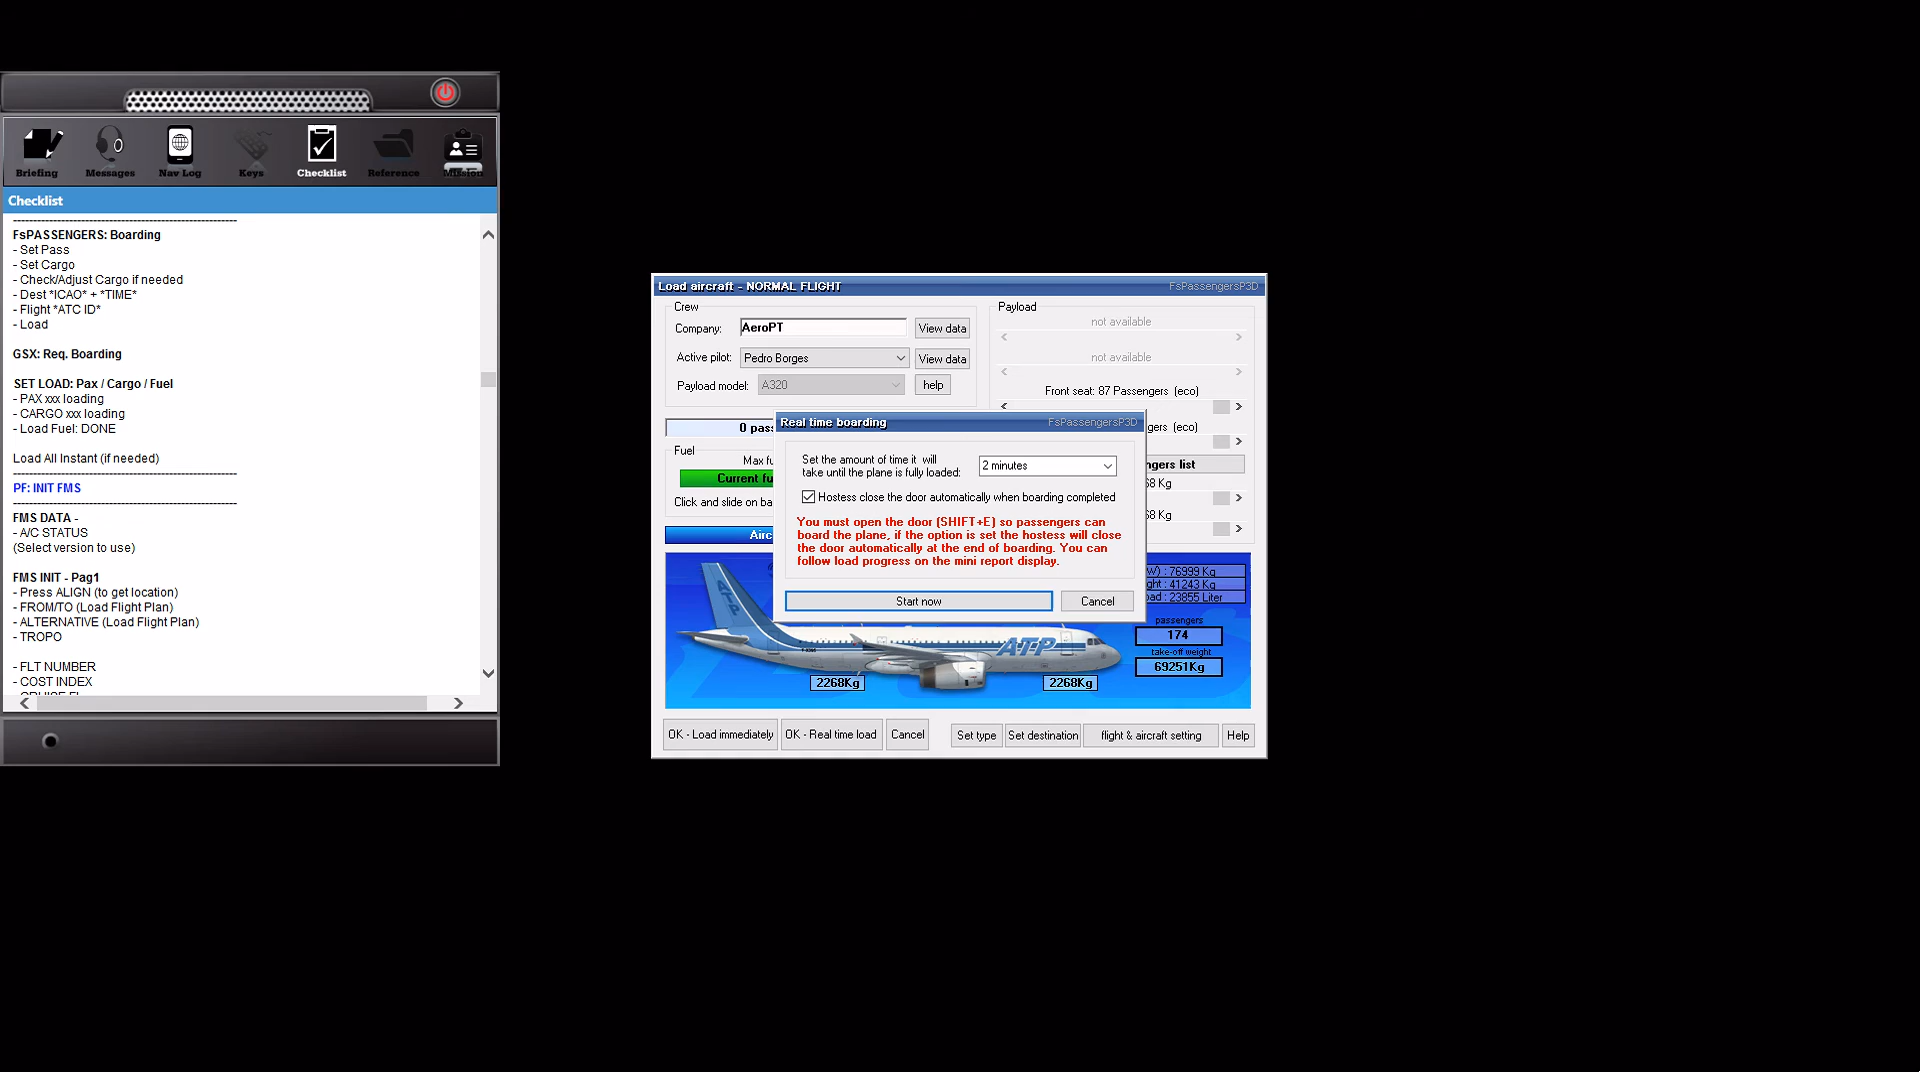 Briefing
Messages
Nav Log
Keys
Checklist
Reference
Mission
Checklist
FsPASSENGERS: Boarding
- Set Pass
- Set Cargo
- Check/Adjust Cargo if needed
- Dest *ICAO* + *TIME*
- Flight *ATC ID*
- Load
GSX: Req. Boarding
SET LOAD: Pax / Cargo / Fuel
- PAX xxx loading
- CARGO xxx loading
- Load Fuel: DONE
Load All Instant (if needed)
PF: INIT FMS
FMS DATA -
- A/C STATUS
(Select version to use)
FMS INIT - Pag1
- Press ALIGN (to get location)
- FROM/TO (Load Flight Plan)
- ALTERNATIVE (Load Flight Plan)
- TROPO
- FLT NUMBER
- COST INDEX
Load aircraft - NORMAL FLIGHT
FsPassengersP3D
Crew
Company:
AeroPT
View data
Active pilot:
Pedro Borges
View data
Payload model:
A320
help
Payload
not available
not available
Front seat: 87 Passengers (eco)
gers (eco)
ngers list
68 Kg
68 Kg
0 pass
Fuel
Max fu
Current fu
Click and slide on ba
Airc
Real time boarding
FsPassengersP3D
Set the amount of time it will
take until the plane is fully loaded:
2 minutes
Hostess close the door automatically when boarding completed
You must open the door (SHIFT+E) so passengers can
board the plane, if the option is set the hostess will close
the door automatically at the end of boarding. You can
follow load progress on the mini report display.
Start now
Cancel
W) : 76999 Kg
ght : 41243 Kg
oad : 23855 Liter
passengers
174
take-off weight
69251Kg
ATP
ATP
2268Kg
2268Kg
OK - Load immediately
OK - Real time load
Cancel
Set type
Set destination
flight & aircraft setting
Help